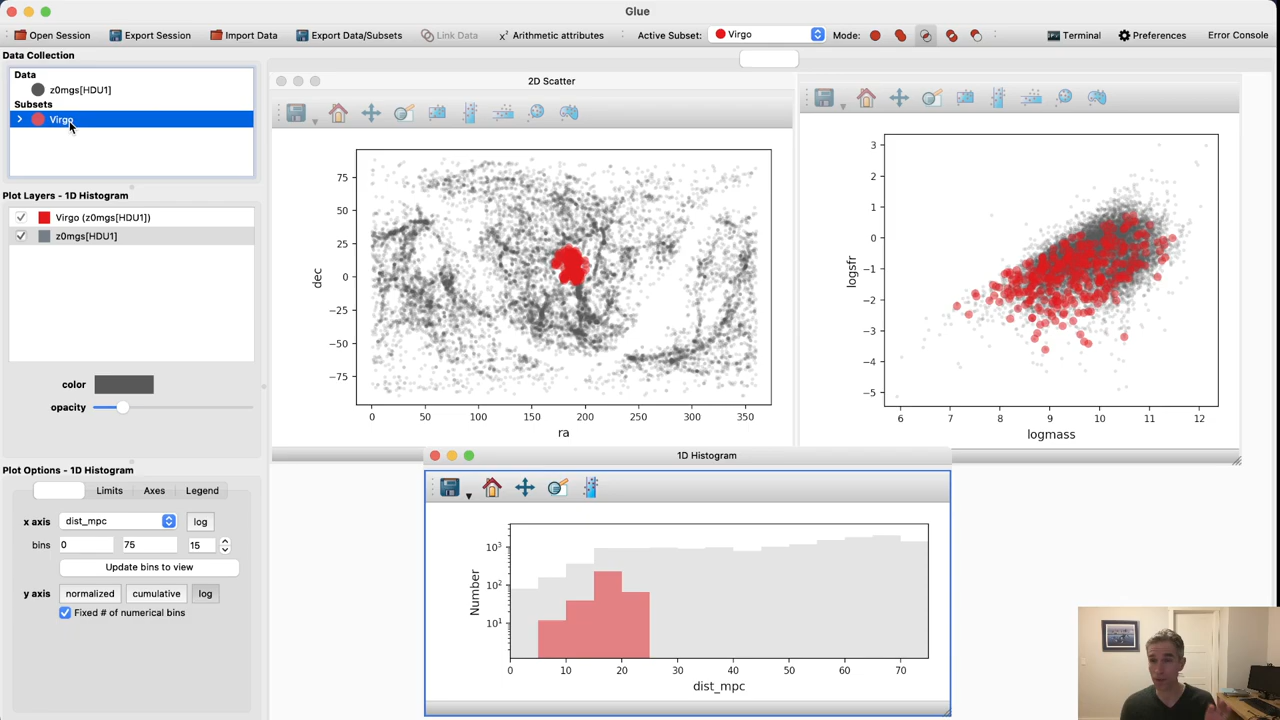 Glue
Open Session Export Session Import Data Export Data/Subsets Link Data x² Arithmetic attributes Active Subset: Virgo Mode: Terminal Preferences Error Console
Data Collection
Data
z0mgs[HDU1]
Subsets
Virgo
Plot Layers - 1D Histogram
Virgo (z0mgs[HDU1])
z0mgs[HDU1]
color
opacity
Plot Options - 1D Histogram
Limits Axes Legend
x axis dist_mpc log
bins 0 75 15
Update bins to view
y axis normalized cumulative log
Fixed # of numerical bins
2D Scatter
75
50
25
0
−25
−50
−75
dec
0 50 100 150 200 250 300 350
ra
3
2
1
0
−1
−2
−3
−4
−5
logsfr
6 7 8 9 10 11 12
logmass
1D Histogram
10³
10²
10¹
Number
0 10 20 30 40 50 60 70
dist_mpc